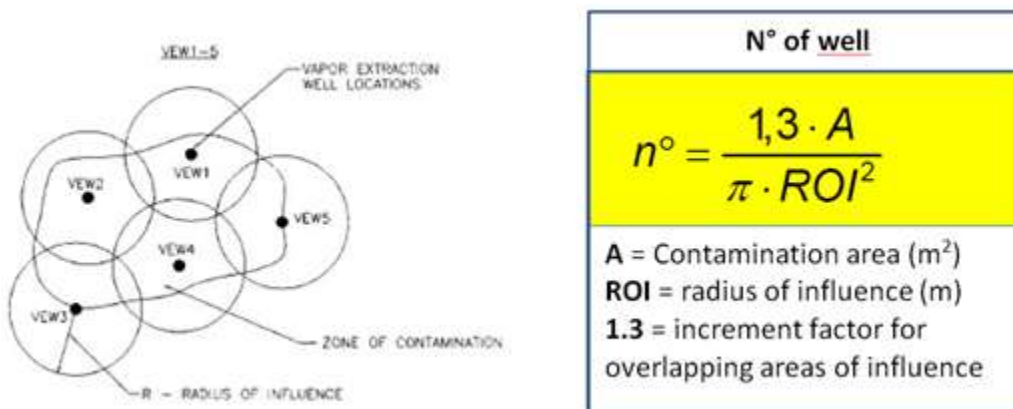 VEW1-5
VAPOR EXTRACTION
WELL LOCATIONS
VEW1
VEW2
VEW5
VEW4
VEW3
ZONE OF CONTAMINATION
R - RADIUS OF INFLUENCE
N° of well
n° = 1,3 · A / π · ROI²
A = Contamination area (m²)
ROI = radius of influence (m)
1.3 = increment factor for
overlapping areas of influence